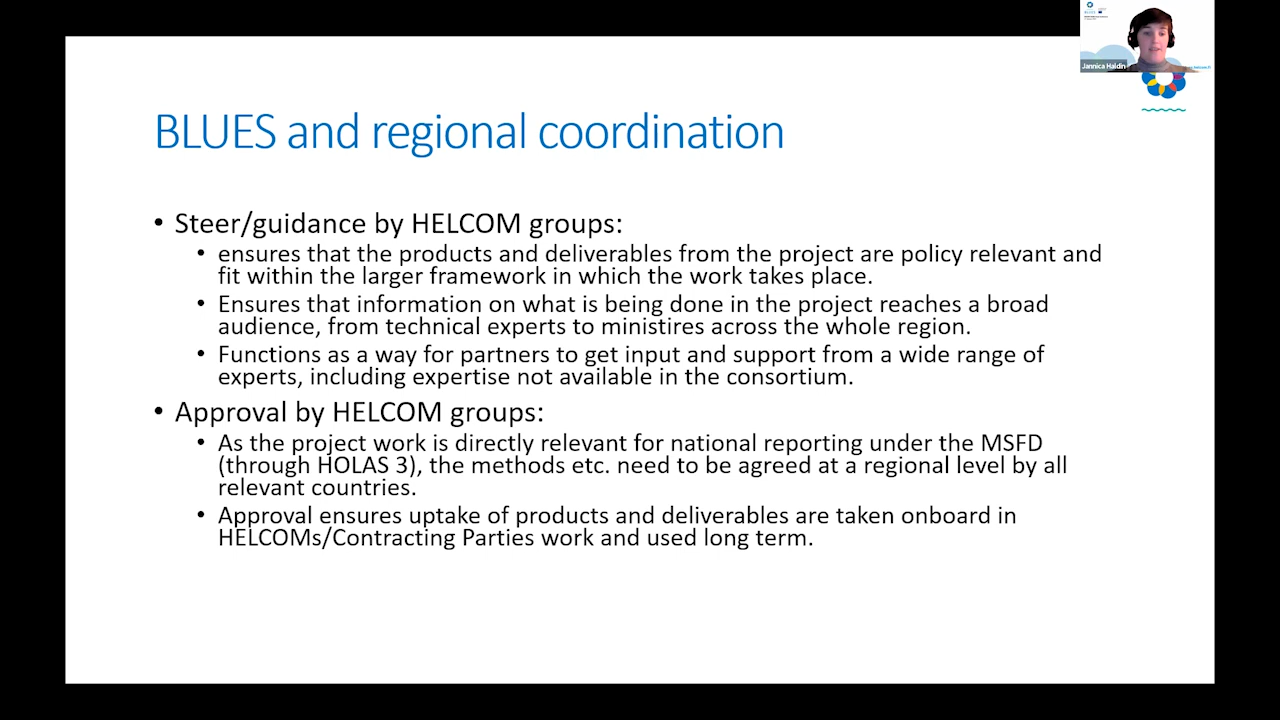 Jannica Haldin
BLUES and regional coordination
• Steer/guidance by HELCOM groups:
• ensures that the products and deliverables from the project are policy relevant and
fit within the larger framework in which the work takes place.
• Ensures that information on what is being done in the project reaches a broad
audience, from technical experts to ministires across the whole region.
• Functions as a way for partners to get input and support from a wide range of
experts, including expertise not available in the consortium.
• Approval by HELCOM groups:
• As the project work is directly relevant for national reporting under the MSFD
(through HOLAS 3), the methods etc. need to be agreed at a regional level by all
relevant countries.
• Approval ensures uptake of products and deliverables are taken onboard in
HELCOMs/Contracting Parties work and used long term.